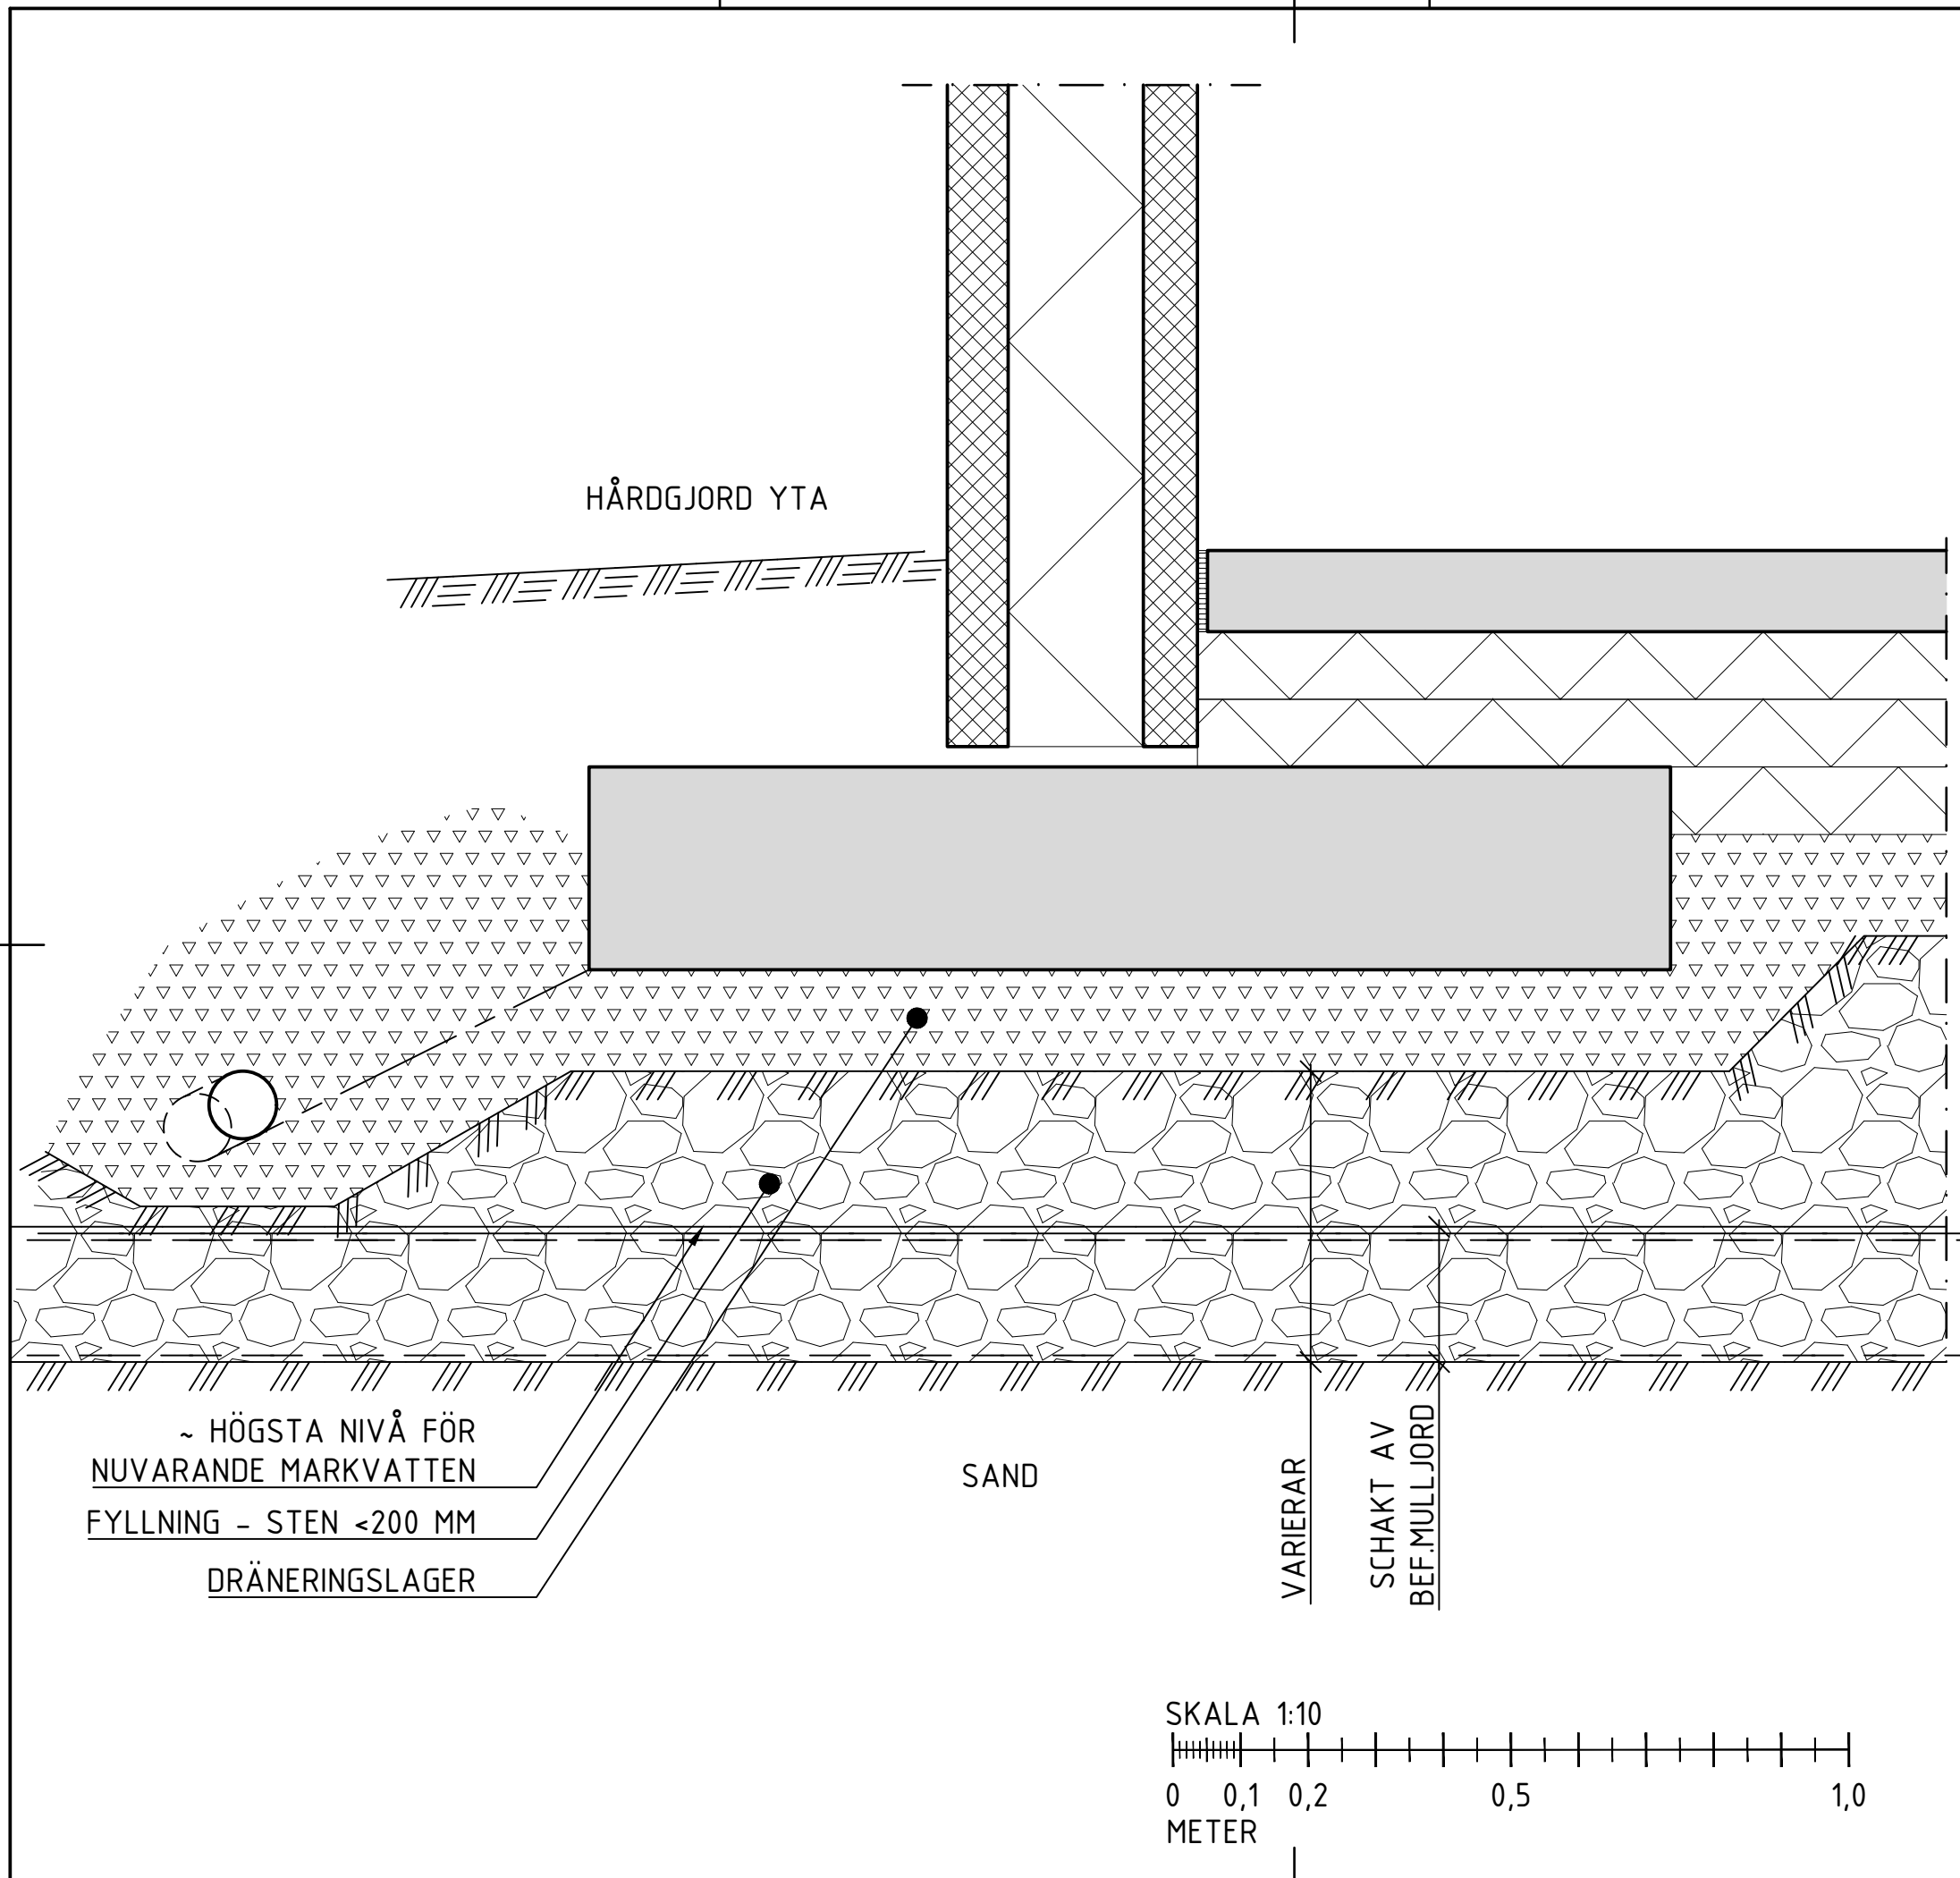 HÅRDGJORD YTA
~ HÖGSTA NIVÅ FÖR
NUVARANDE MARKVATTEN
FYLLNING - STEN <200 MM
DRÄNERINGSLAGER
SAND
VARIERAR
SCHAKT AV
BEF.MULLJORD
SKALA 1:10
0 0,1 0,2 0,5 1,0
METER